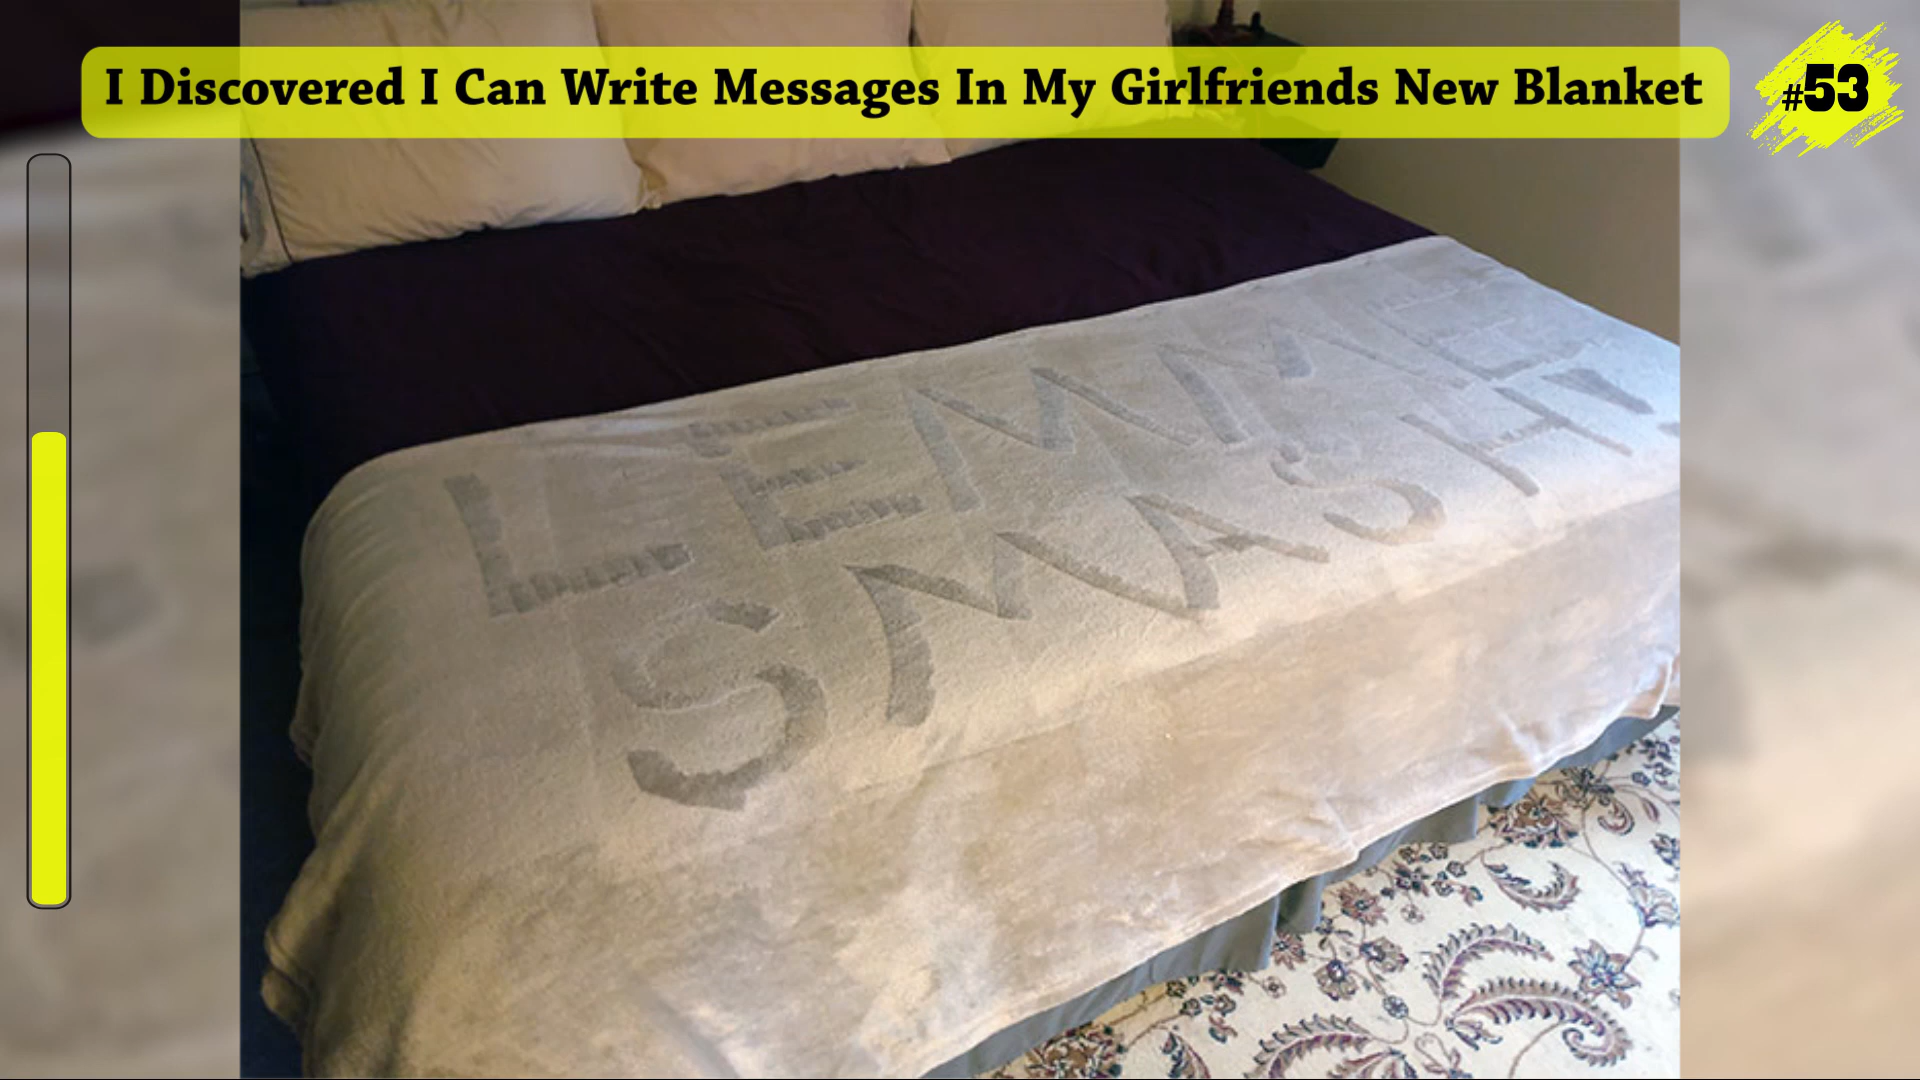 I Discovered I Can Write Messages In My Girlfriends New Blanket
#53
LEMME
SMASH!